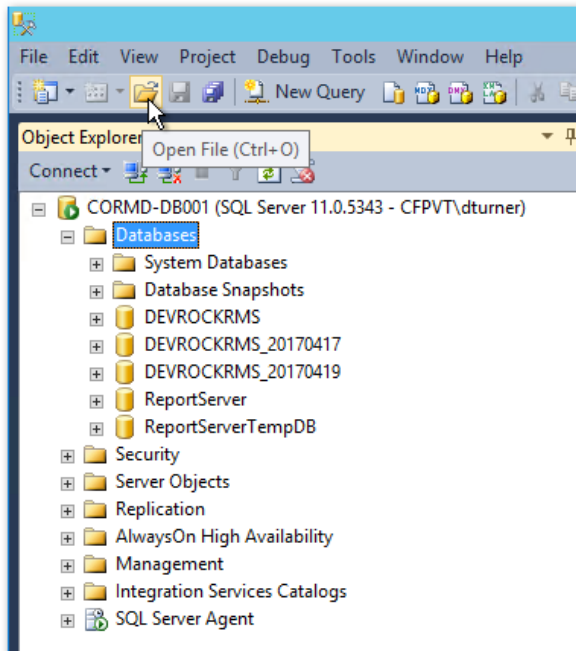 File Edit View Project Debug Tools Window Help
New Query
Object Explorer
Open File (Ctrl+O)
Connect
CORMD-DB001 (SQL Server 11.0.5343 - CFPVT\dturner)
Databases
System Databases
Database Snapshots
DEVROCKRMS
DEVROCKRMS_20170417
DEVROCKRMS_20170419
ReportServer
ReportServerTempDB
Security
Server Objects
Replication
AlwaysOn High Availability
Management
Integration Services Catalogs
SQL Server Agent